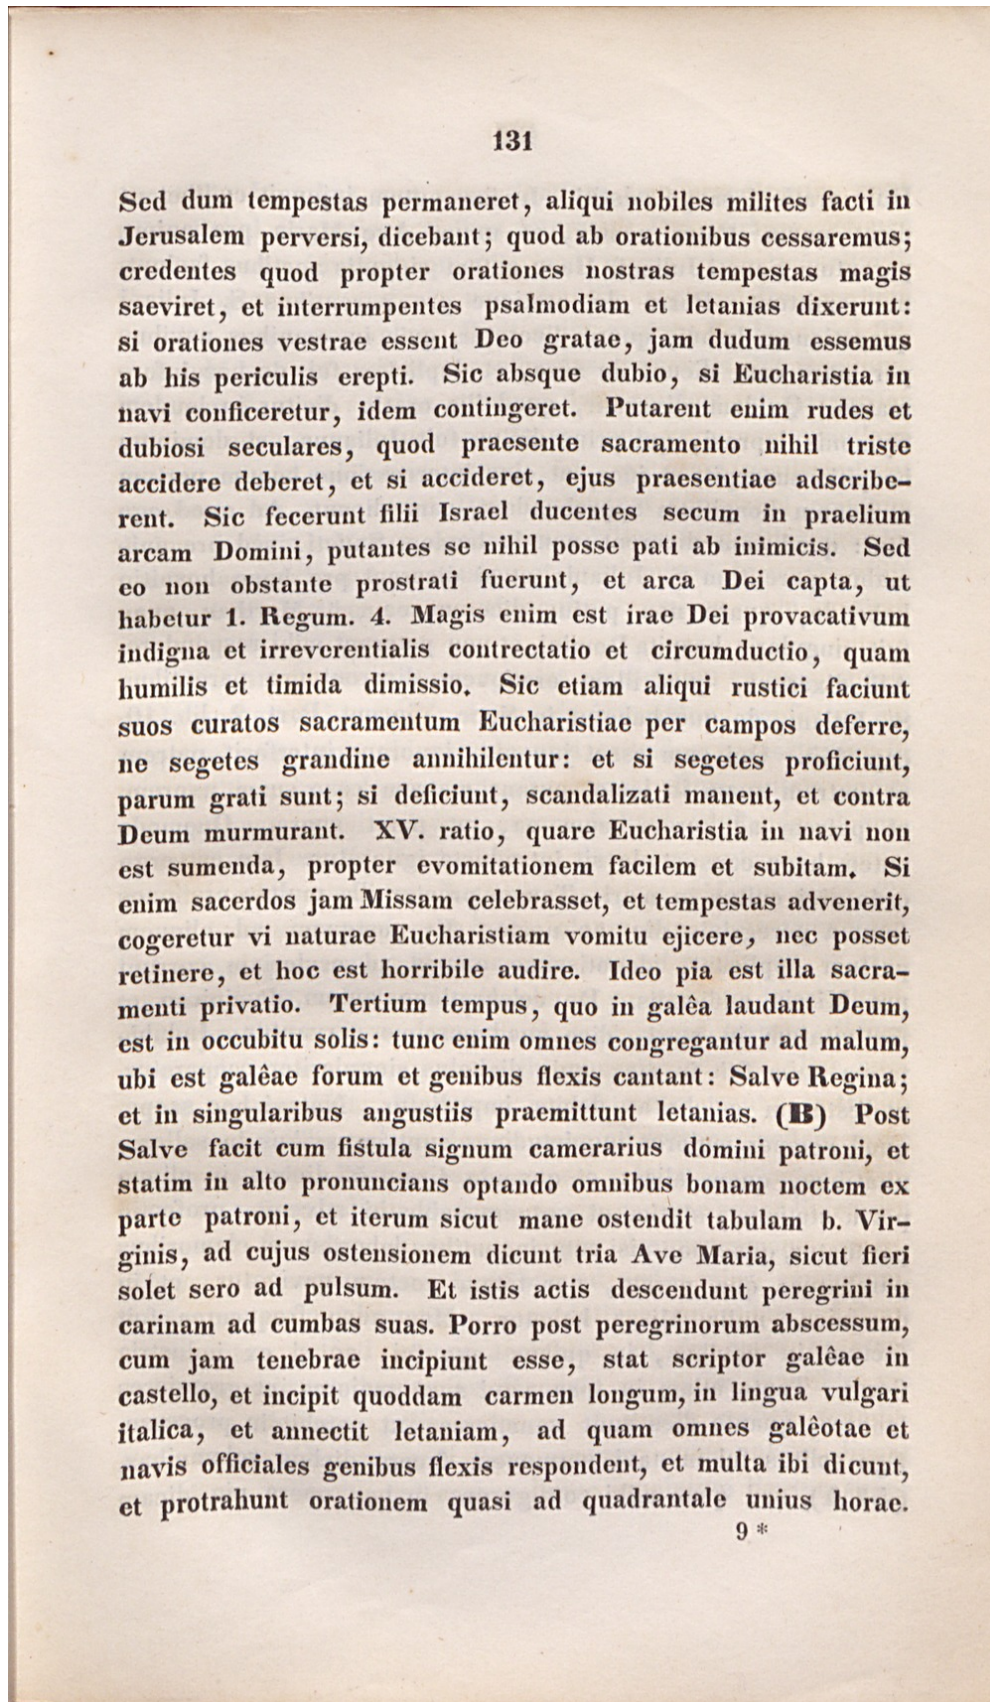 131
Sed dum tempestas permaneret, aliqui nobiles milites facti in
Jerusalem perversi, dicebant; quod ab orationibus cessaremus;
credentes quod propter orationes nostras tempestas magis
saeviret, et interrumpentes psalmodiam et letanias dixerunt:
si orationes vestrae essent Deo gratae, jam dudum essemus
ab his periculis erepti. Sic absque dubio, si Eucharistia in
navi conficeretur, idem contingeret. Putarent enim rudes et
dubiosi seculares, quod praesente sacramento nihil triste
accidere deberet, et si accideret, ejus praesentiae adscribe-
rent. Sic fecerunt filii Israel ducentes secum in praelium
arcam Domini, putantes se nihil posse pati ab inimicis. Sed
eo non obstante prostrati fuerunt, et arca Dei capta, ut
habetur 1. Regum. 4. Magis enim est irae Dei provacativum
indigna et irreverentialis contrectatio et circumductio, quam
humilis et timida dimissio. Sic etiam aliqui rustici faciunt
suos curatos sacramentum Eucharistiae per campos deferre,
ne segetes grandine annihilentur: et si segetes proficiunt,
parum grati sunt; si deficiunt, scandalizati manent, et contra
Deum murmurant. XV. ratio, quare Eucharistia in navi non
est sumenda, propter evomitationem facilem et subitam. Si
enim sacerdos jam Missam celebrasset, et tempestas advenerit,
cogeretur vi naturae Eucharistiam vomitu ejicere, nec posset
retinere, et hoc est horribile audire. Ideo pia est illa sacra-
menti privatio. Tertium tempus, quo in galêa laudant Deum,
est in occubitu solis: tunc enim omnes congregantur ad malum,
ubi est galêae forum et genibus flexis cantant: Salve Regina;
et in singularibus angustiis praemittunt letanias. (B) Post
Salve facit cum fistula signum camerarius domini patroni, et
statim in alto pronuncians optando omnibus bonam noctem ex
parte patroni, et iterum sicut mane ostendit tabulam b. Vir-
ginis, ad cujus ostensionem dicunt tria Ave Maria, sicut fieri
solet sero ad pulsum. Et istis actis descendunt peregrini in
carinam ad cumbas suas. Porro post peregrinorum abscessum,
cum jam tenebrae incipiunt esse, stat scriptor galêae in
castello, et incipit quoddam carmen longum, in lingua vulgari
italica, et annectit letaniam, ad quam omnes galêotae et
navis officiales genibus flexis respondent, et multa ibi dicunt,
et protrahunt orationem quasi ad quadrantale unius horae.
9 *